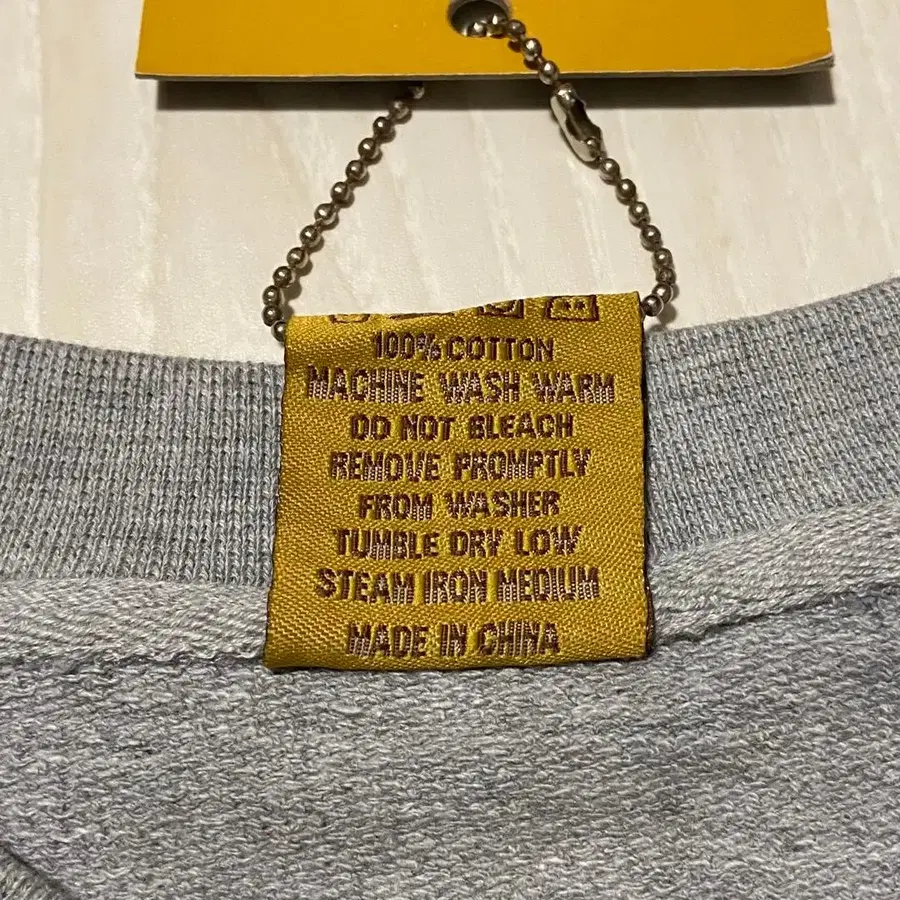 100% COTTON
MACHINE WASH WARM
DO NOT BLEACH
REMOVE PROMPTLY
FROM WASHER
TUMBLE DRY LOW
STEAM IRON MEDIUM
MADE IN CHINA